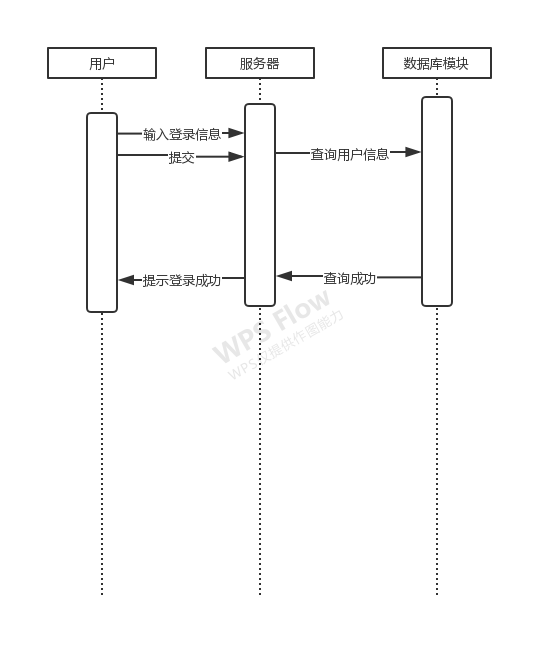 用户
服务器
数据库模块
输入登录信息
提交
查询用户信息
提示登录成功
查询成功
WPS Flow
WPS仅提供作图能力